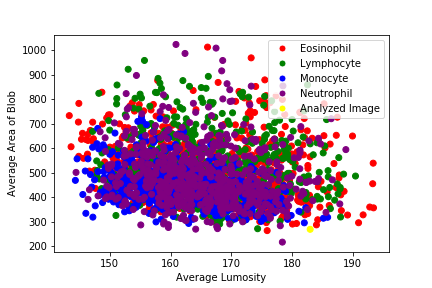 1000
900
800
700
600
500
400
300
200
Average Area of Blob
150
160
170
180
190
Average Lumosity
Eosinophil
Lymphocyte
Monocyte
Neutrophil
Analyzed Image